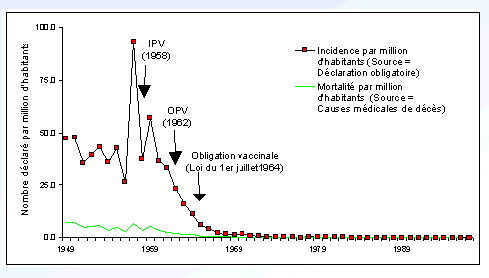 Nombre déclaré par million d'habitants
100.0
75.0
50.0
25.0
0.0
1949
1959
1969
1979
1989
IPV
(1958)
OPV
(1962)
Obligation vaccinale
(Loi du 1er juillet1964)
Incidence par million
d'habitants (Source =
Déclaration obligatoire)
Mortalité par million
d'habitants (Source =
Causes médicales de décès)